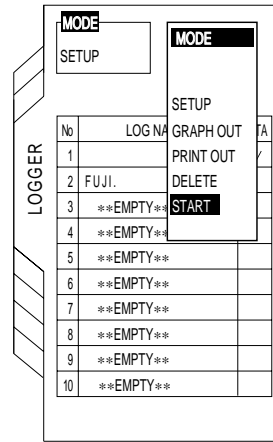 MODE
SETUP
MODE
SETUP
GRAPH OUT
PRINT OUT
DELETE
START
LOGGER
No LOG NA TA
1
2 FUJI.
3 **EMPTY**
4 **EMPTY**
5 **EMPTY**
6 **EMPTY**
7 **EMPTY**
8 **EMPTY**
9 **EMPTY**
10 **EMPTY**